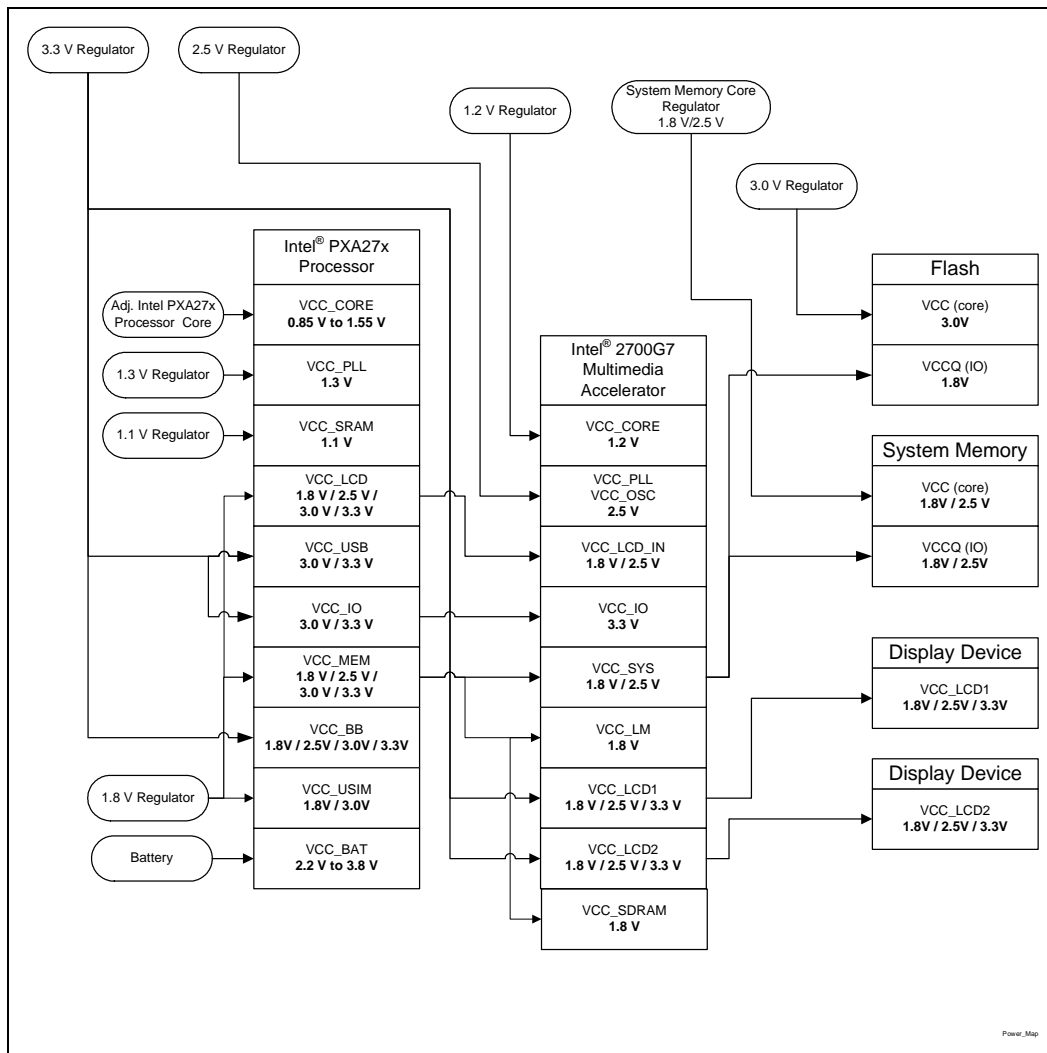 3.3 V Regulator
2.5 V Regulator
1.2 V Regulator
System Memory Core
Regulator
1.8 V/2.5 V
3.0 V Regulator
Adj. Intel PXA27x
Processor Core
1.3 V Regulator
1.1 V Regulator
1.8 V Regulator
Battery
Intel® PXA27x
Processor
VCC_CORE
0.85 V to 1.55 V
VCC_PLL
1.3 V
VCC_SRAM
1.1 V
VCC_LCD
1.8 V / 2.5 V /
3.0 V / 3.3 V
VCC_USB
3.0 V / 3.3 V
VCC_IO
3.0 V / 3.3 V
VCC_MEM
1.8 V / 2.5 V /
3.0 V / 3.3 V
VCC_BB
1.8V / 2.5V / 3.0V / 3.3V
VCC_USIM
1.8V / 3.0V
VCC_BAT
2.2 V to 3.8 V
Intel® 2700G7
Multimedia
Accelerator
VCC_CORE
1.2 V
VCC_PLL
VCC_OSC
2.5 V
VCC_LCD_IN
1.8 V / 2.5 V
VCC_IO
3.3 V
VCC_SYS
1.8 V / 2.5 V
VCC_LM
1.8 V
VCC_LCD1
1.8 V / 2.5 V / 3.3 V
VCC_LCD2
1.8 V / 2.5 V / 3.3 V
VCC_SDRAM
1.8 V
Flash
VCC (core)
3.0V
VCCQ (IO)
1.8V
System Memory
VCC (core)
1.8V / 2.5 V
VCCQ (IO)
1.8V / 2.5V
Display Device
VCC_LCD1
1.8V / 2.5V / 3.3V
Display Device
VCC_LCD2
1.8V / 2.5V / 3.3V
Power_Map